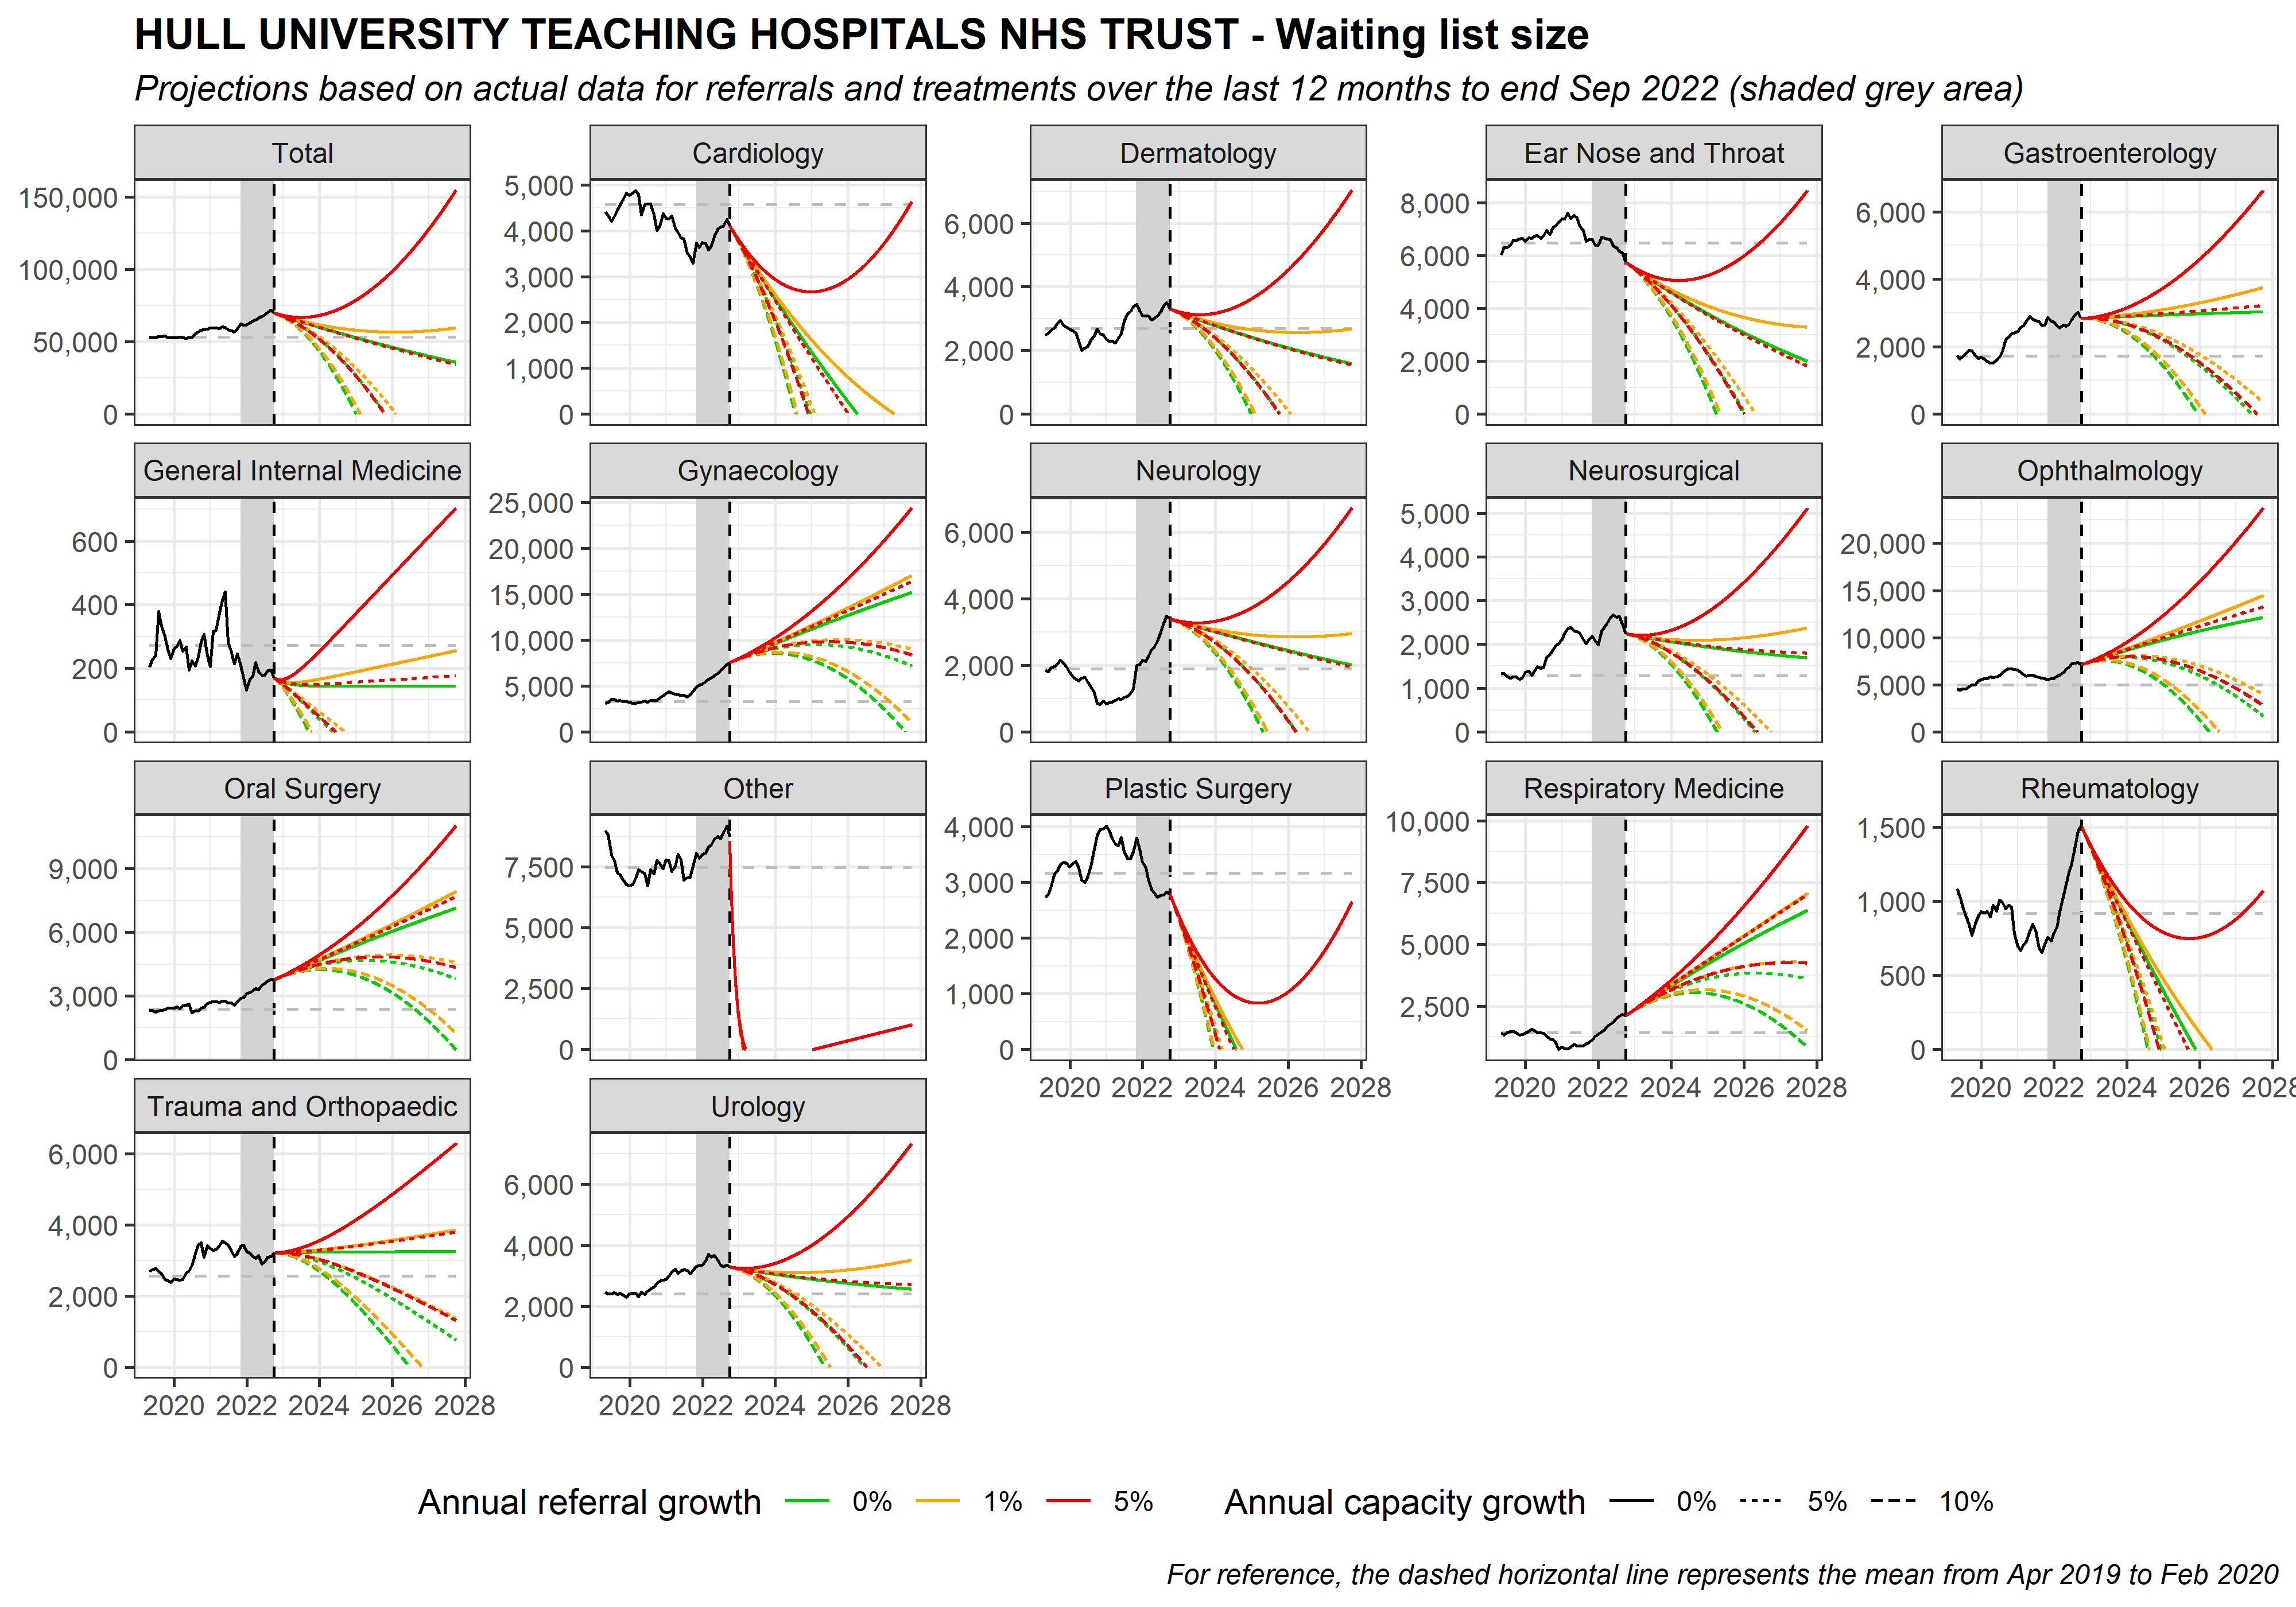 HULL UNIVERSITY TEACHING HOSPITALS NHS TRUST - Waiting list size
Projections based on actual data for referrals and treatments over the last 12 months to end Sep 2022 (shaded grey area)
Total
150,000
100,000
50,000
0
Cardiology
5,000
4,000
3,000
2,000
1,000
0
Dermatology
6,000
4,000
2,000
0
Ear Nose and Throat
8,000
6,000
4,000
2,000
0
Gastroenterology
6,000
4,000
2,000
0
General Internal Medicine
600
400
200
0
Gynaecology
25,000
20,000
15,000
10,000
5,000
0
Neurology
6,000
4,000
2,000
0
Neurosurgical
5,000
4,000
3,000
2,000
1,000
0
Ophthalmology
20,000
15,000
10,000
5,000
0
Oral Surgery
9,000
6,000
3,000
0
Other
7,500
5,000
2,500
0
Plastic Surgery
4,000
3,000
2,000
1,000
0
2020 2022 2024 2026 2028
Respiratory Medicine
10,000
7,500
5,000
2,500
2020 2022 2024 2026 2028
Rheumatology
1,500
1,000
500
0
2020 2022 2024 2026 2028
Trauma and Orthopaedic
6,000
4,000
2,000
0
2020 2022 2024 2026 2028
Urology
6,000
4,000
2,000
0
2020 2022 2024 2026 2028
Annual referral growth 0% 1% 5% Annual capacity growth 0% 5% 10%
For reference, the dashed horizontal line represents the mean from Apr 2019 to Feb 2020